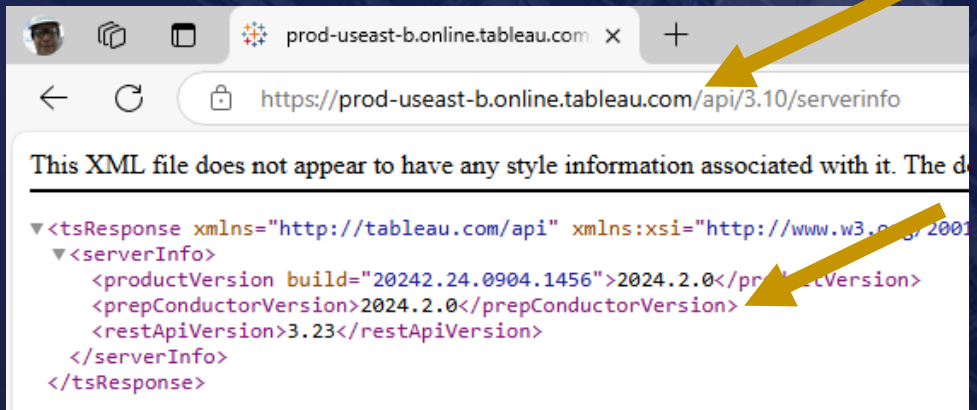 prod-useast-b.online.tableau.com
https://prod-useast-b.online.tableau.com/api/3.10/serverinfo
This XML file does not appear to have any style information associated with it. The
<tsResponse xmlns="http://tableau.com/api" xmlns:xsi="http://www.w3.org/2001
<serverInfo>
<productVersion build="20242.24.0904.1456">2024.2.0</productVersion>
<prepConductorVersion>2024.2.0</prepConductorVersion>
<restApiVersion>3.23</restApiVersion>
</serverInfo>
</tsResponse>